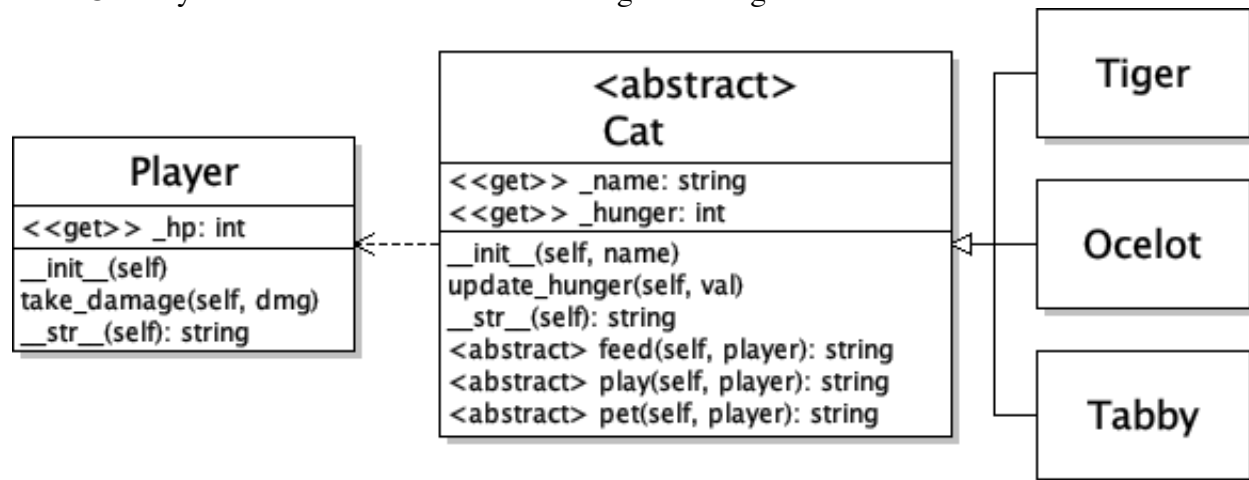 Player
<<get>> _hp: int
__init__(self)
take_damage(self, dmg)
__str__(self): string
<abstract>
Cat
<<get>> _name: string
<<get>> _hunger: int
__init__(self, name)
update_hunger(self, val)
__str__(self): string
<abstract> feed(self, player): string
<abstract> play(self, player): string
<abstract> pet(self, player): string
Tiger
Ocelot
Tabby